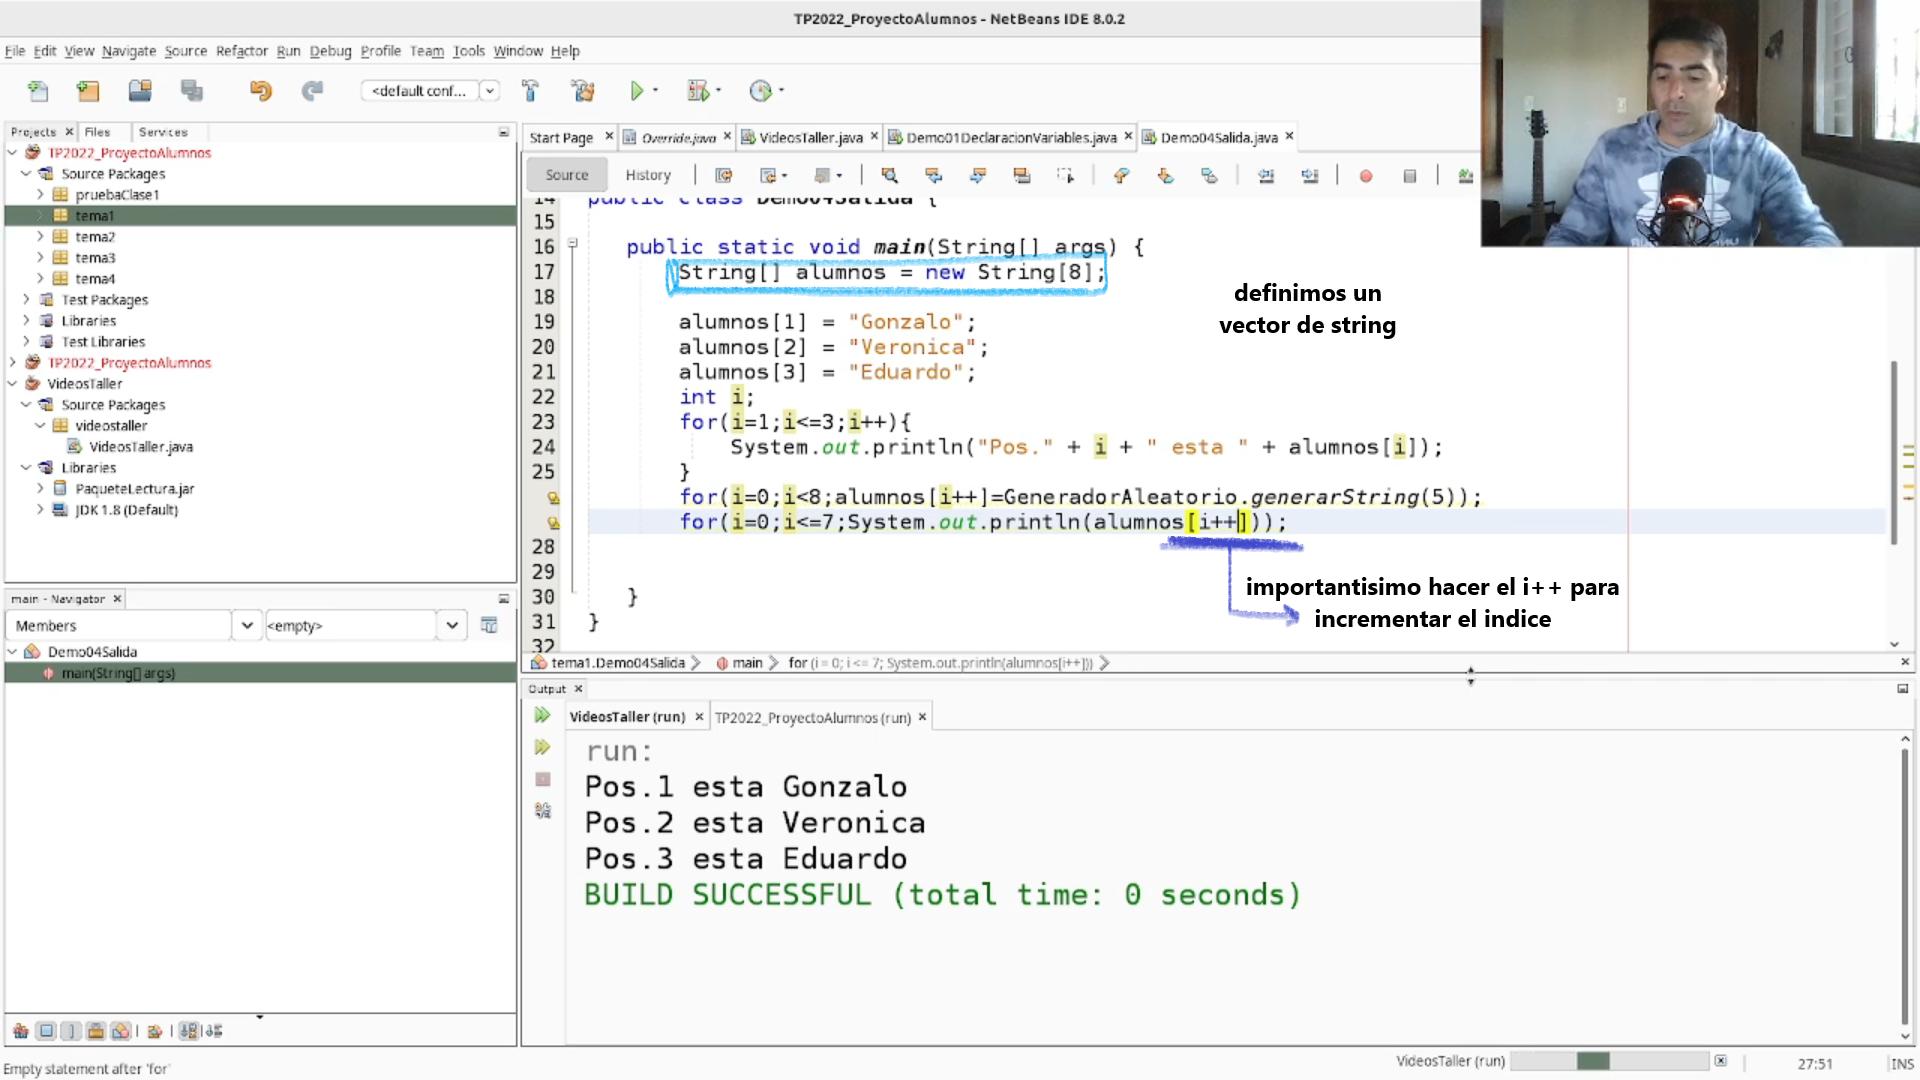 TP2022_ProyectoAlumnos - NetBeans IDE 8.0.2
File Edit View Navigate Source Refactor Run Debug Profile Team Tools Window Help
<default conf...
Projects Files Services
TP2022_ProyectoAlumnos
Source Packages
pruebaClase1
tema1
tema2
tema3
tema4
Test Packages
Libraries
Test Libraries
TP2022_ProyectoAlumnos
VideosTaller
Source Packages
videostaller
VideosTaller.java
Libraries
PaqueteLectura.jar
JDK 1.8 (Default)
main - Navigator
Members <empty>
Demo04Salida
main(String[] args)
Start Page Override.java VideosTaller.java Demo01DeclaracionVariables.java Demo04Salida.java
Source History
14 public class Demo04Salida {
15
16 public static void main(String[] args) {
17 String[] alumnos = new String[8];
18
19 alumnos[1] = "Gonzalo";
20 alumnos[2] = "Veronica";
21 alumnos[3] = "Eduardo";
22 int i;
23 for(i=1;i<=3;i++){
24 System.out.println("Pos." + i + " esta " + alumnos[i]);
25 }
for(i=0;i<8;alumnos[i++]=GeneradorAleatorio.generarString(5));
for(i=0;i<=7;System.out.println(alumnos[i++]));
28
29
30 }
31 }
32
definimos un
vector de string
importantisimo hacer el i++ para
incrementar el indice
tema1.Demo04Salida main for (i = 0; i <= 7; System.out.println(alumnos[i++]))
Output
VideosTaller (run) TP2022_ProyectoAlumnos (run)
run:
Pos.1 esta Gonzalo
Pos.2 esta Veronica
Pos.3 esta Eduardo
BUILD SUCCESSFUL (total time: 0 seconds)
Empty statement after 'for'
VideosTaller (run) 27:51 INS